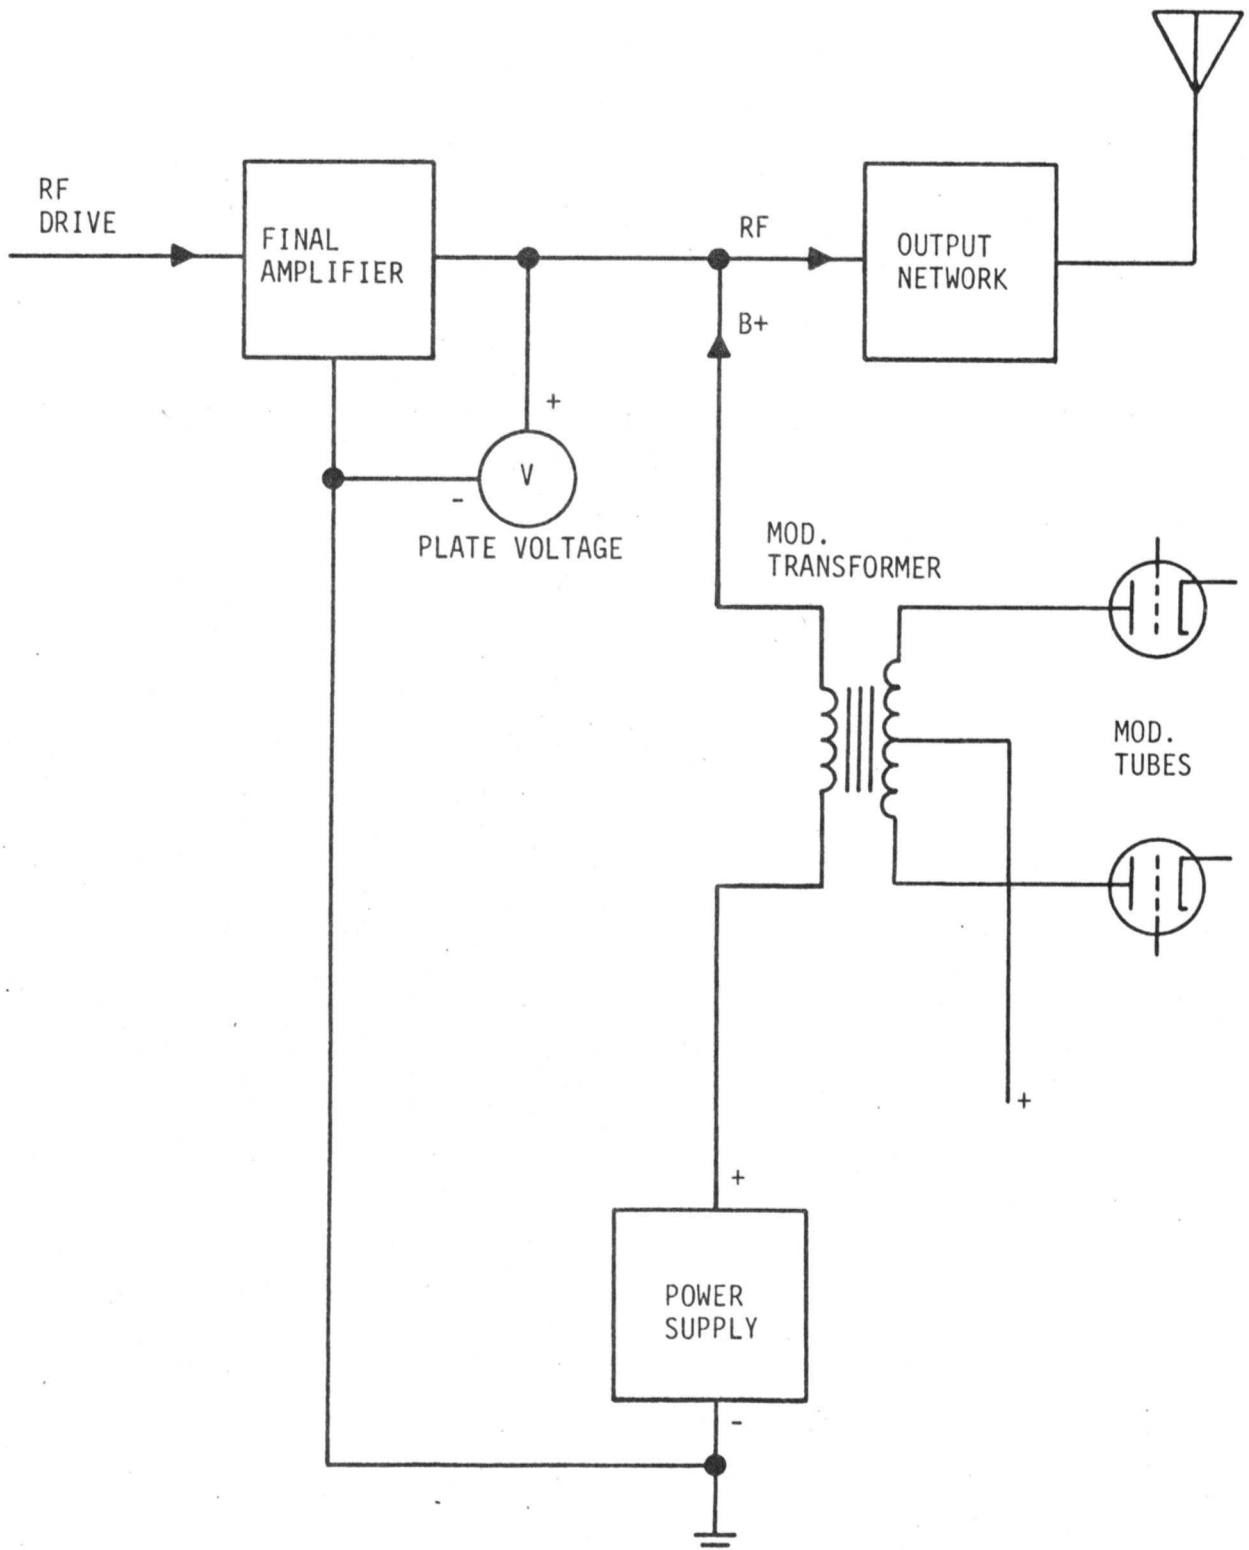 RF
DRIVE
FINAL
AMPLIFIER
RF
OUTPUT
NETWORK
B+
+
V
-
PLATE VOLTAGE
MOD.
TRANSFORMER
MOD.
TUBES
+
+
POWER
SUPPLY
-